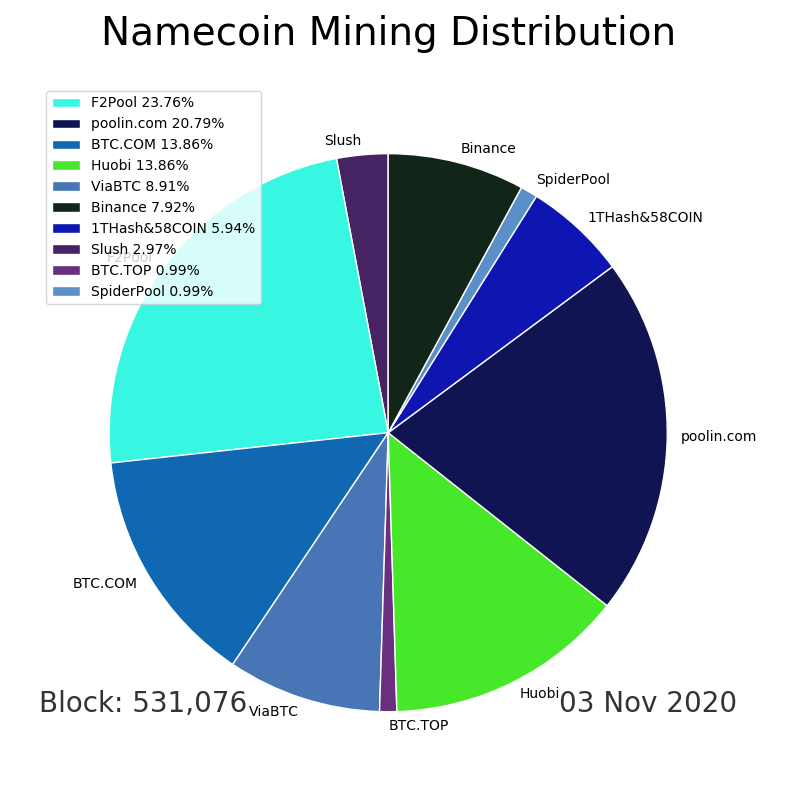 Namecoin Mining Distribution
F2Pool 23.76%
poolin.com 20.79%
BTC.COM 13.86%
Huobi 13.86%
ViaBTC 8.91%
Binance 7.92%
1THash&58COIN 5.94%
Slush 2.97%
BTC.TOP 0.99%
SpiderPool 0.99%
Slush
Binance
SpiderPool
1THash&58COIN
F2Pool
poolin.com
BTC.COM
Huobi
ViaBTC
BTC.TOP
Block: 531,076
03 Nov 2020